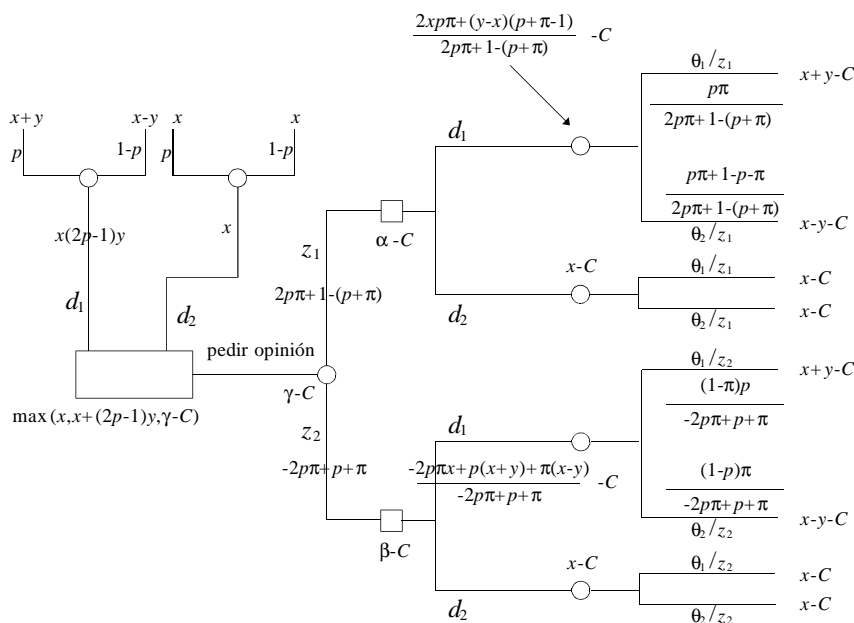 2xpπ+(y-x)(p+π-1)
2pπ+1-(p+π)
-C
θ1/z1
x+y-C
pπ
2pπ+1-(p+π)
x+y
x-y
x
x
p
1-p
p
1-p
d1
pπ+1-p-π
2pπ+1-(p+π)
θ2/z1
x-y-C
x(2p-1)y
x
z1
α-C
2pπ+1-(p+π)
x-C
θ1/z1
x-C
d1
d2
d2
θ2/z1
x-C
pedir opinión
γ-C
max(x,x+(2p-1)y,γ-C)
z2
-2pπ+p+π
θ1/z2
x+y-C
(1-π)p
-2pπ+p+π
d1
-2pπx+p(x+y)+π(x-y)
-2pπ+p+π
-C
(1-p)π
-2pπ+p+π
θ2/z2
x-y-C
β-C
x-C
θ1/z2
x-C
d2
θ2/z2
x-C